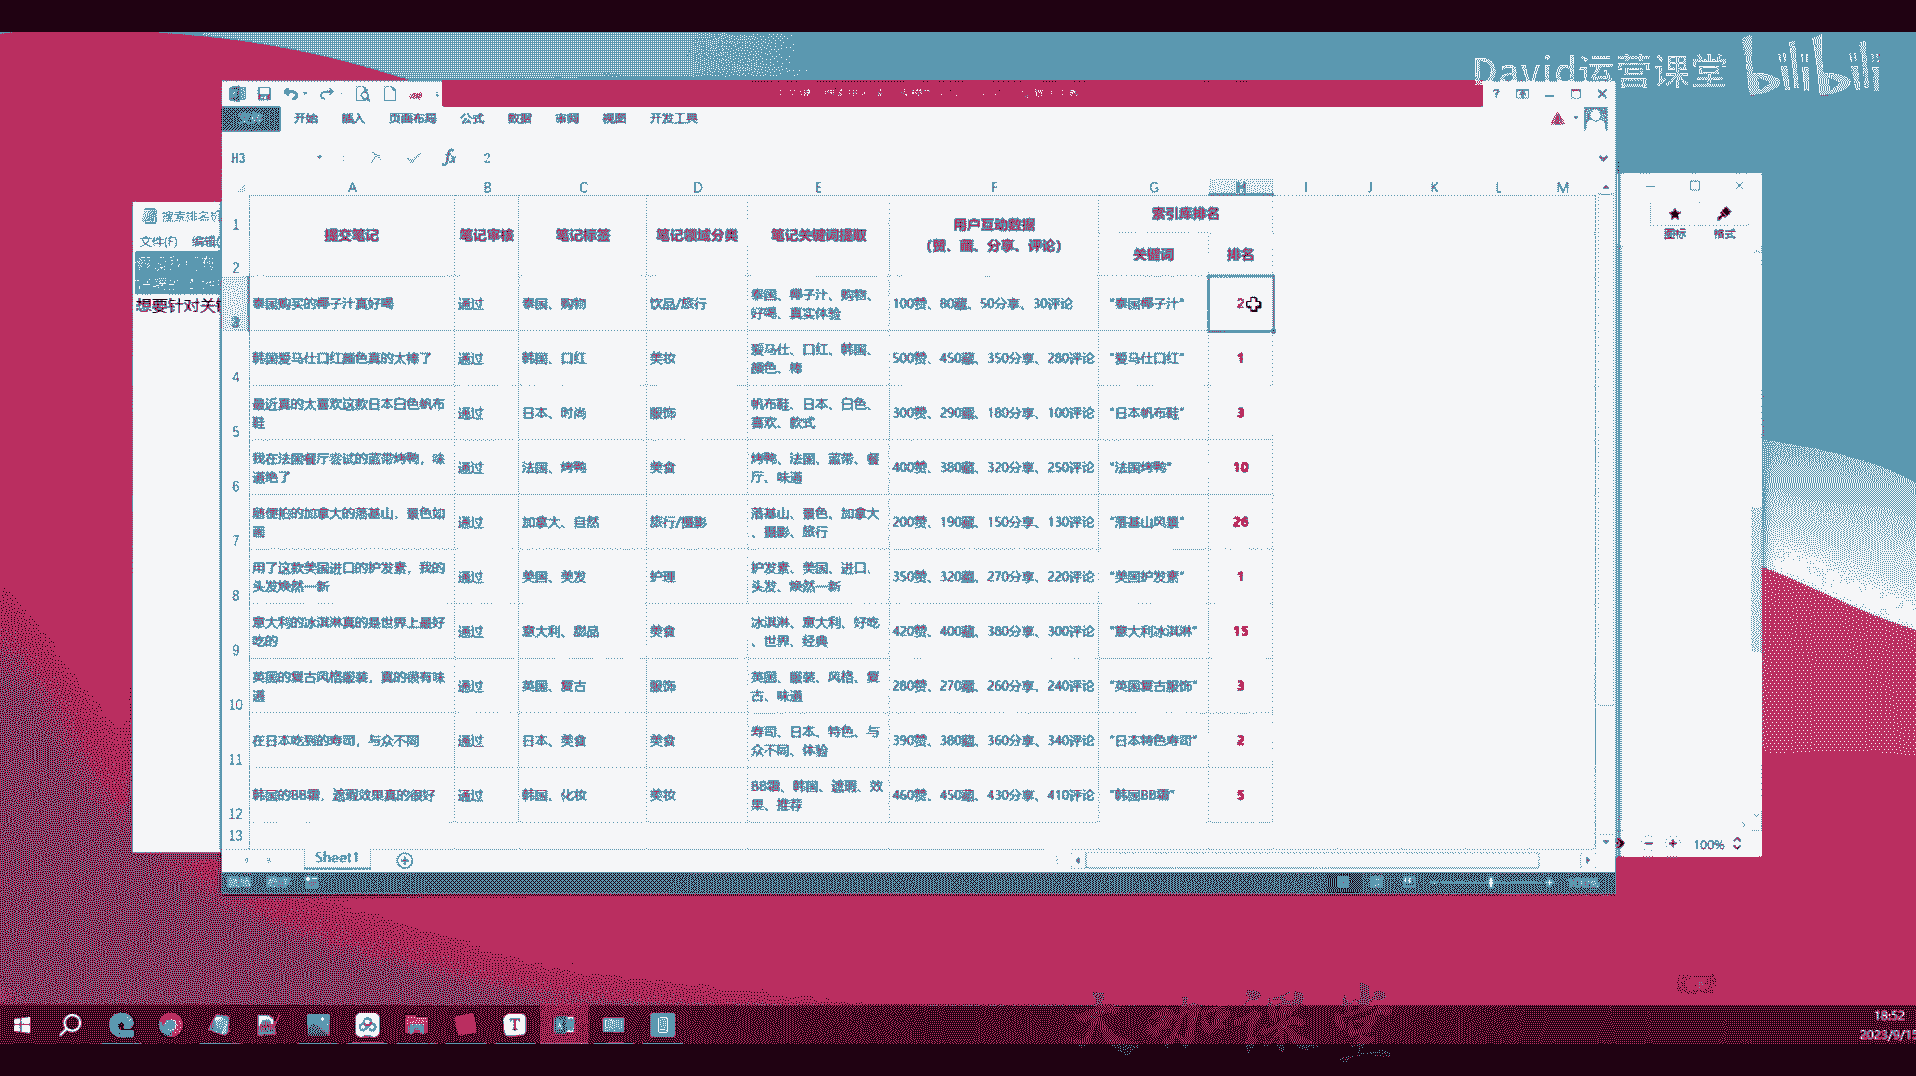 David运营课堂 bilibili
开始 插入 页面布局 公式 数据 审阅 视图 开发工具
H3 fx 2
A B C D E F G H I J K L M
搜索排名机
文件(F) 编辑(
想要针对关键
图标 格式
1 提交笔记 笔记审核 笔记标签 笔记领域分类 笔记关键词提取 用户互动数据 索引库排名
2 (赞、藏、分享、评论) 关键词 排名
3 泰国购买的椰子汁真好喝 通过 泰国、购物 饮品/旅行 泰国、椰子汁、购物、 100赞、80藏、50分享、30评论 "泰国椰子汁" 2
好喝、真实体验
4 韩国爱马仕口红颜色真的太棒了 通过 韩国、口红 美妆 爱马仕、口红、韩国、 500赞、450藏、350分享、280评论 "爱马仕口红" 1
颜色、棒
5 最近真的太喜欢这款日本白色帆布 通过 日本、时尚 服饰 帆布鞋、日本、白色、 300赞、290藏、180分享、100评论 "日本帆布鞋" 3
鞋 喜欢、款式
6 我在法国餐厅尝试的蓝带烤鸭，味 通过 法国、烤鸭 美食 烤鸭、法国、蓝带、餐 400赞、380藏、320分享、250评论 "法国烤鸭" 10
道绝了 厅、味道
7 随便拍的加拿大的落基山，景色如 通过 加拿大、自然 旅行/摄影 落基山、景色、加拿大 200赞、190藏、150分享、130评论 "落基山风景" 26
画 、摄影、旅行
8 用了这款美国进口的护发素，我的 通过 美国、美发 护理 护发素、美国、进口、 350赞、320藏、270分享、220评论 "美国护发素" 1
头发焕然一新 头发、焕然一新
9 意大利的冰淇淋真的是世界上最好 通过 意大利、甜品 美食 冰淇淋、意大利、好吃 420赞、400藏、380分享、300评论 "意大利冰淇淋" 15
吃的 、世界、经典
10 英国的复古风格服装，真的很有味 通过 英国、复古 服饰 英国、服装、风格、复 280赞、270藏、260分享、240评论 "英国复古服饰" 3
道 古、味道
11 在日本吃到的寿司，与众不同 通过 日本、美食 美食 寿司、日本、特色、与 390赞、380藏、360分享、340评论 "日本特色寿司" 2
众不同、体验
12 韩国的BB霜，遮瑕效果真的很好 通过 韩国、化妆 美妆 BB霜、韩国、遮瑕、效 460赞、450藏、430分享、410评论 "韩国BB霜" 5
果、推荐
13
Sheet1
100%
课堂
18:52
2023/9/15